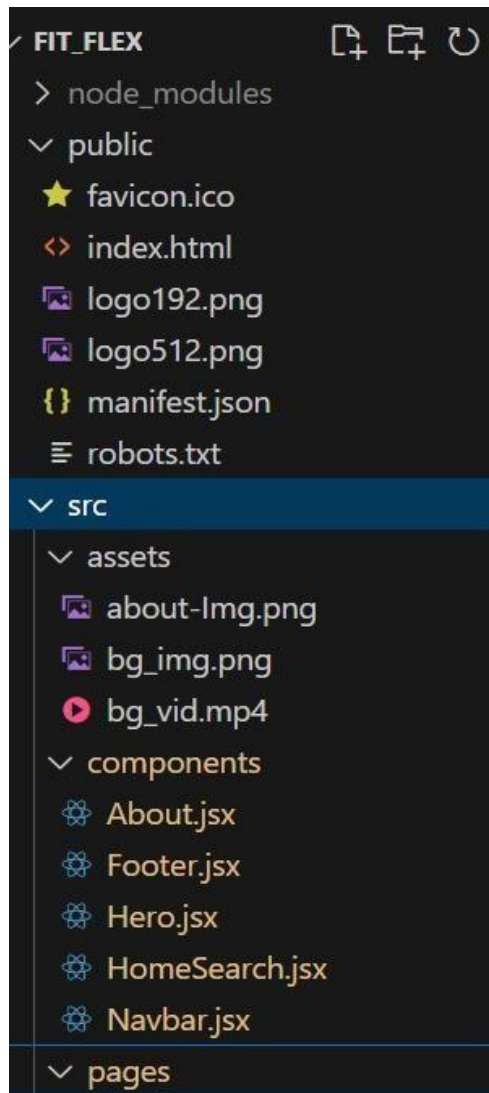 FIT_FLEX
node_modules
public
favicon.ico
index.html
logo192.png
logo512.png
manifest.json
robots.txt
src
assets
about-Img.png
bg_img.png
bg_vid.mp4
components
About.jsx
Footer.jsx
Hero.jsx
HomeSearch.jsx
Navbar.jsx
pages